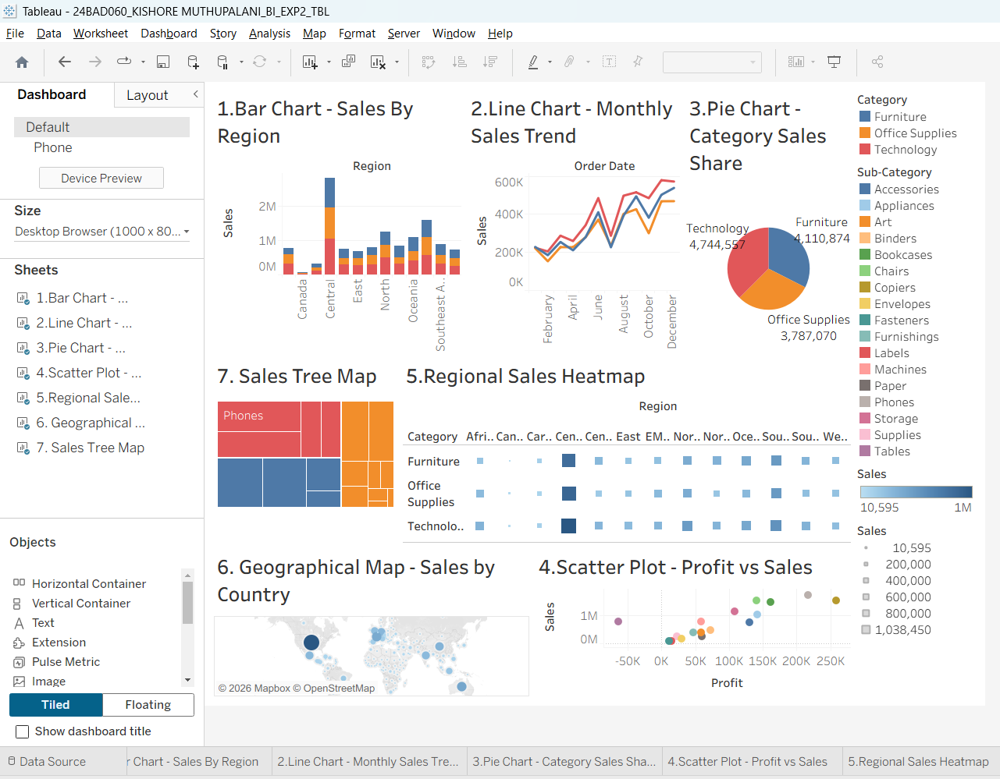 Tableau - 24BAD060_KISHORE MUTHUPALANI_BI_EXP2_TBL
File Data Worksheet Dashboard Story Analysis Map Format Server Window Help
Dashboard Layout
Default
Phone
Device Preview
Size
Desktop Browser (1000 x 80...
Sheets
1.Bar Chart - ...
2.Line Chart - ...
3.Pie Chart - ...
4.Scatter Plot - ...
5.Regional Sale...
6. Geographical ...
7. Sales Tree Map
Objects
Horizontal Container
Vertical Container
Text
Extension
Pulse Metric
Image
Tiled Floating
Show dashboard title
1.Bar Chart - Sales By
Region
Region
Sales
2M
1M
0M
Canada
Central
East
North
Oceania
Southeast A..
2.Line Chart - Monthly
Sales Trend
Order Date
Sales
600K
400K
200K
0K
February
April
June
August
October
December
3.Pie Chart -
Category Sales
Share
Technology
4,744,557
Furniture
4,110,874
Office Supplies
3,787,070
7. Sales Tree Map
Phones
5.Regional Sales Heatmap
Region
Category Afri.. Can.. Car.. Cen.. Cen.. East EM.. Nor.. Nor.. Oce.. Sou.. Sou.. We..
Furniture
Office
Supplies
Technolo..
6. Geographical Map - Sales by
Country
© 2026 Mapbox © OpenStreetMap
4.Scatter Plot - Profit vs Sales
Sales
1M
0M
-50K 0K 50K 100K 150K 200K 250K
Profit
Category
Furniture
Office Supplies
Technology
Sub-Category
Accessories
Appliances
Art
Binders
Bookcases
Chairs
Copiers
Envelopes
Fasteners
Furnishings
Labels
Machines
Paper
Phones
Storage
Supplies
Tables
Sales
10,595 1M
Sales
10,595
200,000
400,000
600,000
800,000
1,038,450
Data Source r Chart - Sales By Region 2.Line Chart - Monthly Sales Tre... 3.Pie Chart - Category Sales Sha... 4.Scatter Plot - Profit vs Sales 5.Regional Sales Heatmap